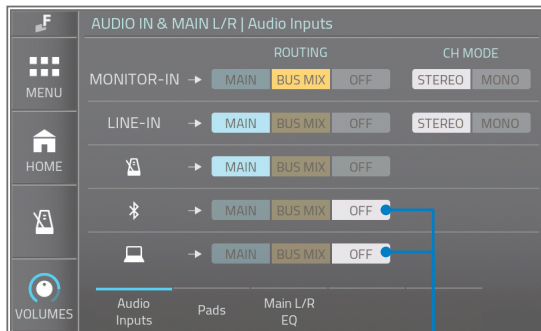 F
AUDIO IN & MAIN L/R | Audio Inputs
ROUTING CH MODE
MENU
MONITOR-IN → MAIN BUS MIX OFF STEREO MONO
LINE-IN → MAIN BUS MIX OFF STEREO MONO
HOME
→ MAIN BUS MIX OFF
→ MAIN BUS MIX OFF
→ MAIN BUS MIX OFF
VOLUMES
Audio Inputs
Pads
Main L/R EQ